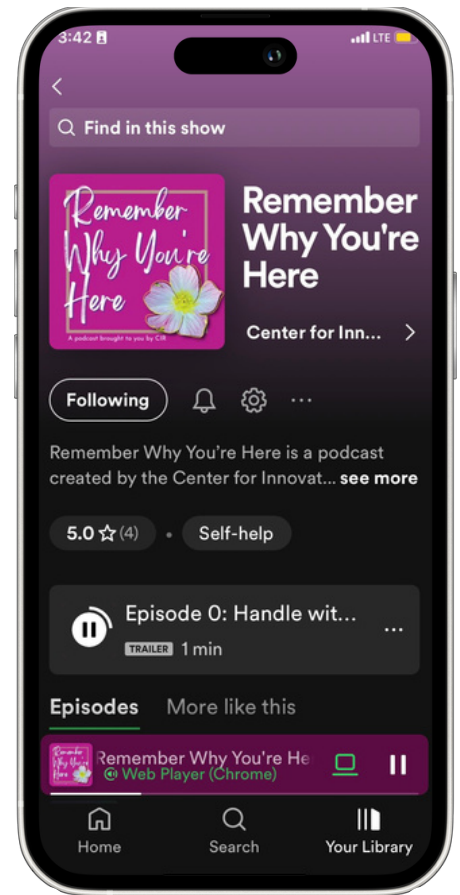 3:42
LTE
Find in this show
Remember
Why You're
Here
A podcast brought to you by CIR
Remember
Why You're
Here
Center for Inn...
Following
Remember Why You're Here is a podcast
created by the Center for Innovat... see more
5.0 (4) • Self-help
Episode 0: Handle wit...
TRAILER 1 min
Episodes More like this
Remember Why You're He
Web Player (Chrome)
Home Search Your Library